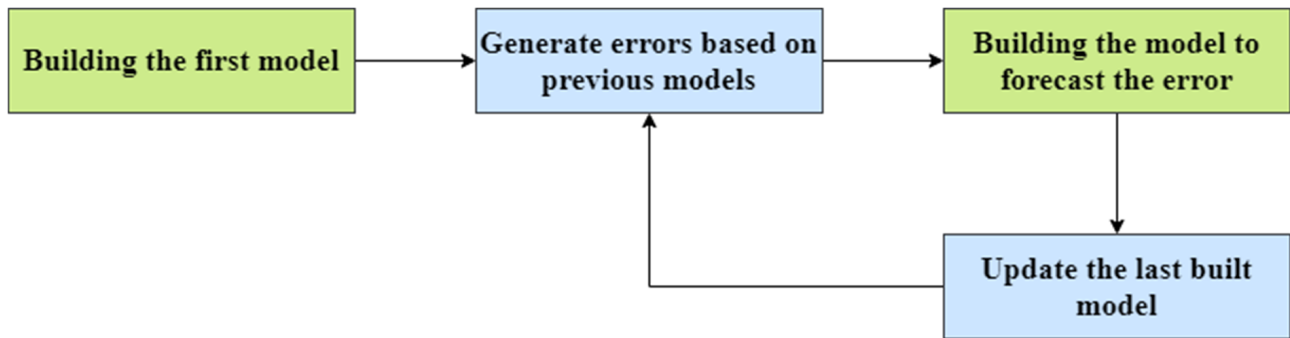 Building the first model
Generate errors based on
previous models
Building the model to
forecast the error
Update the last built
model